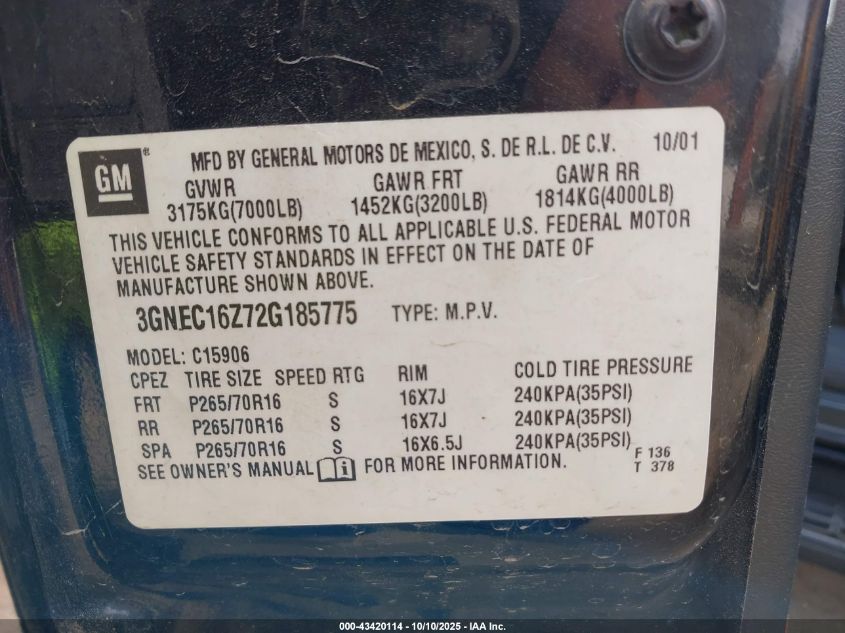 GM ® MFD BY GENERAL MOTORS DE MEXICO, S. DE R.L. DE C.V. 10/01
GVWR GAWR FRT GAWR RR
3175KG(7000LB) 1452KG(3200LB) 1814KG(4000LB)
THIS VEHICLE CONFORMS TO ALL APPLICABLE U.S. FEDERAL MOTOR
VEHICLE SAFETY STANDARDS IN EFFECT ON THE DATE OF
MANUFACTURE SHOWN ABOVE.
3GNEC16Z72G185775 TYPE: M.P.V.
MODEL: C15906
CPEZ TIRE SIZE SPEED RTG RIM COLD TIRE PRESSURE
FRT P265/70R16 S 16X7J 240KPA(35PSI)
RR P265/70R16 S 16X7J 240KPA(35PSI)
SPA P265/70R16 S 16X6.5J 240KPA(35PSI)
SEE OWNER'S MANUAL i FOR MORE INFORMATION.
F 136
T 378
000-43420114 - 10/10/2025 - IAA Inc.